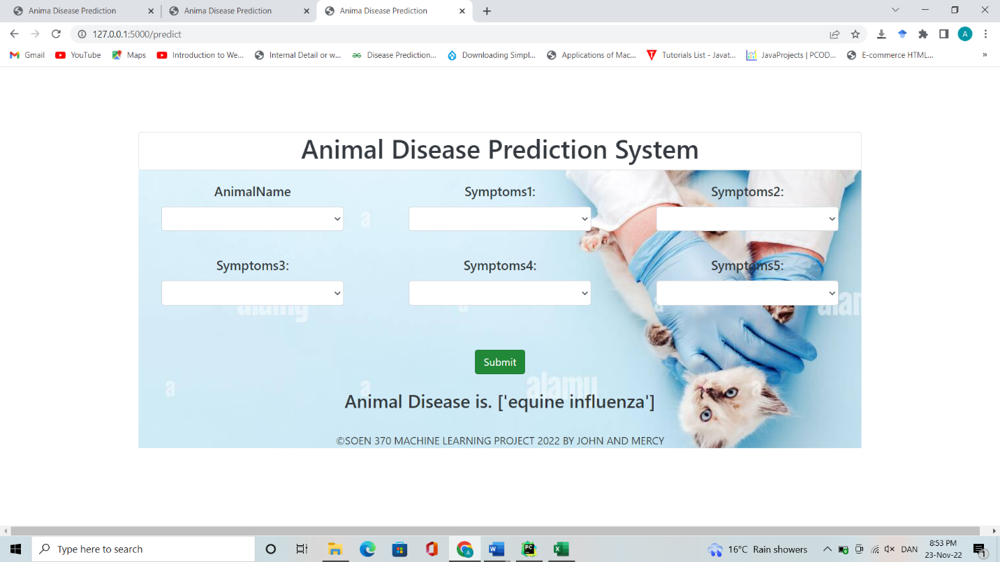 Anima Disease Prediction
Anima Disease Prediction
Anima Disease Prediction
127.0.0.1:5000/predict
A
Gmail
YouTube
Maps
Introduction to We...
Internal Detail or w...
Disease Prediction...
Downloading Simpl...
Applications of Mac...
Tutorials List - Javat...
JavaProjects | PCOD...
E-commerce HTML...
»
Animal Disease Prediction System
AnimalName
Symptoms1:
Symptoms2:
a
Symptoms3:
Symptoms4:
Symptoms5:
alamy
a
a
alam
Submit
a
a
alamy
a
Animal Disease is. ['equine influenza']
©SOEN 370 MACHINE LEARNING PROJECT 2022 BY JOHN AND MERCY
Type here to search
16°C Rain showers
DAN
8:53 PM
23-Nov-22
1